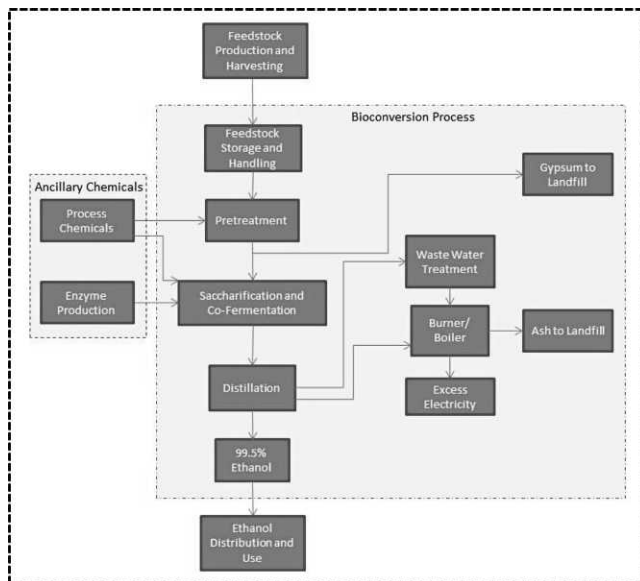 Feedstock
Production and
Harvesting
Bioconversion Process
Feedstock
Storage and
Handling
Gypsum to
Landfill
Ancillary Chemicals
Process
Chemicals
Pretreatment
Waste Water
Treatment
Enzyme
Production
Saccharification and
Co-Fermentation
Burner/
Boiler
Ash to Landfill
Distillation
Excess
Electricity
99.5%
Ethanol
Ethanol
Distribution and
Use